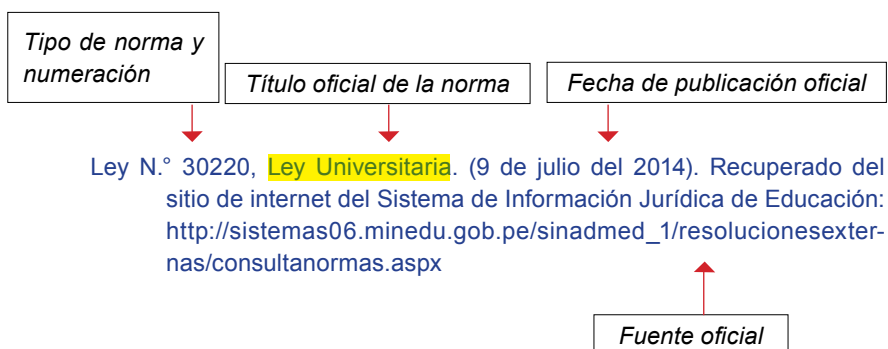 Tipo de norma y
numeración
Título oficial de la norma
Fecha de publicación oficial
Ley N.° 30220, Ley Universitaria. (9 de julio del 2014). Recuperado del
sitio de internet del Sistema de Información Jurídica de Educación:
http://sistemas06.minedu.gob.pe/sinadmed_1/resolucionesexter-
nas/consultanormas.aspx
Fuente oficial